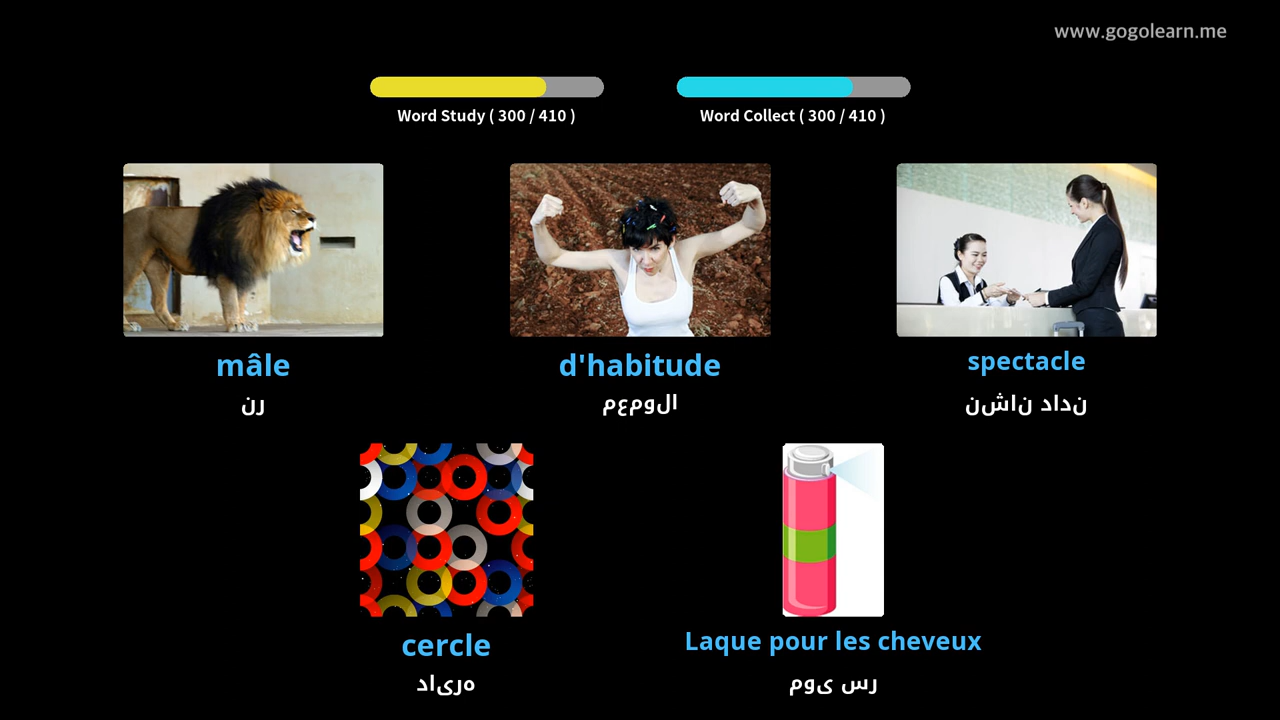 www.gogolearn.me
Word Study ( 300 / 410 )
Word Collect ( 300 / 410 )
mâle
رن
d'habitude
الومعم
spectacle
نداد ناشن
cercle
هریاد
Laque pour les cheveux
رس یوم